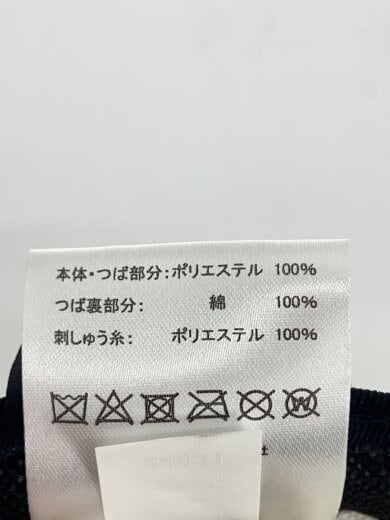 本体・つば部分：ポリエステル 100%
つば裏部分： 綿 100%
刺しゅう糸： ポリエステル 100%
W
社